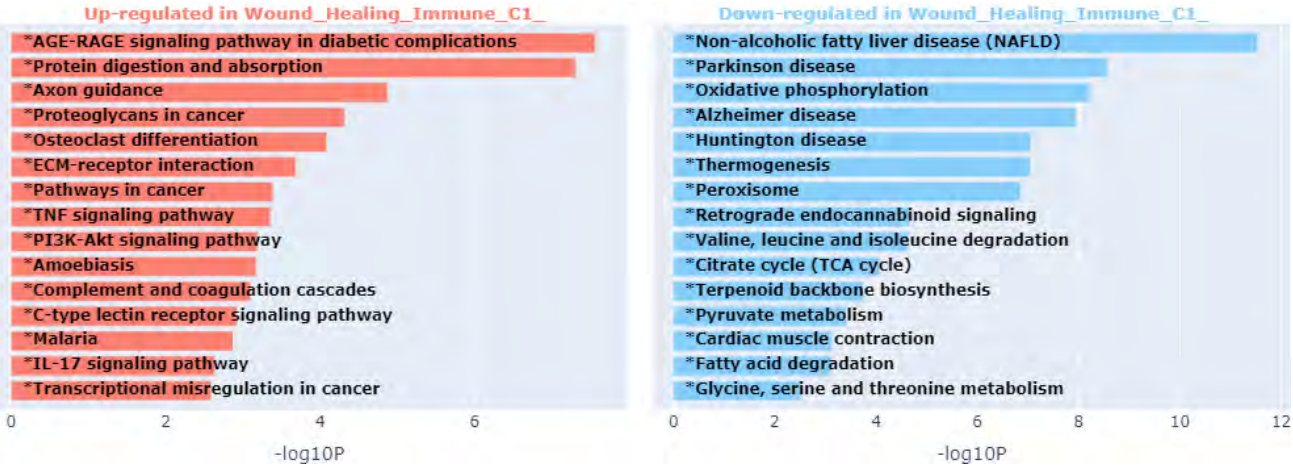 Up-regulated in Wound_Healing_Immune_C1_
*AGE-RAGE signaling pathway in diabetic complications
*Protein digestion and absorption
*Axon guidance
*Proteoglycans in cancer
*Osteoclast differentiation
*ECM-receptor interaction
*Pathways in cancer
*TNF signaling pathway
*PI3K-Akt signaling pathway
*Amoebiasis
*Complement and coagulation cascades
*C-type lectin receptor signaling pathway
*Malaria
*IL-17 signaling pathway
*Transcriptional misregulation in cancer
0 2 4 6
-log10P
Down-regulated in Wound_Healing_Immune_C1_
*Non-alcoholic fatty liver disease (NAFLD)
*Parkinson disease
*Oxidative phosphorylation
*Alzheimer disease
*Huntington disease
*Thermogenesis
*Peroxisome
*Retrograde endocannabinoid signaling
*Valine, leucine and isoleucine degradation
*Citrate cycle (TCA cycle)
*Terpenoid backbone biosynthesis
*Pyruvate metabolism
*Cardiac muscle contraction
*Fatty acid degradation
*Glycine, serine and threonine metabolism
0 2 4 6 8 10 12
-log10P